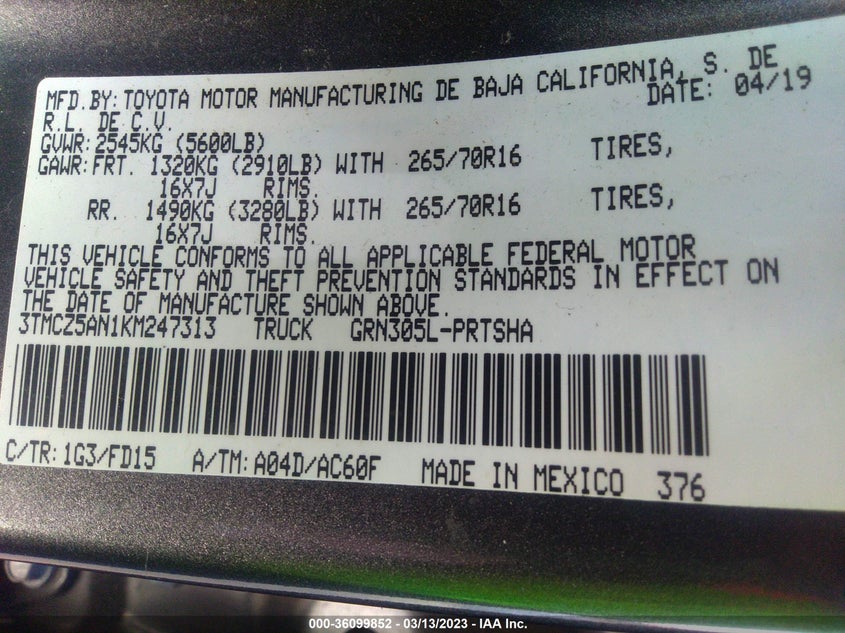 MFD. BY: TOYOTA MOTOR MANUFACTURING DE BAJA CALIFORNIA, S. DE
R.L. DE C.V. DATE: 04/19
GVWR: 2545KG (5600LB)
GAWR: FRT. 1320KG (2910LB) WITH 265/70R16 TIRES,
16X7J RIMS.
RR. 1490KG (3280LB) WITH 265/70R16 TIRES,
16X7J RIMS.
THIS VEHICLE CONFORMS TO ALL APPLICABLE FEDERAL MOTOR
VEHICLE SAFETY AND THEFT PREVENTION STANDARDS IN EFFECT ON
THE DATE OF MANUFACTURE SHOWN ABOVE.
3TMCZ5AN1KM247313 TRUCK GRN305L-PRTSHA
C/TR: 1G3/FD15 A/TM: A04D/AC60F MADE IN MEXICO 376
000-36099852 - 03/13/2023 - IAA Inc.